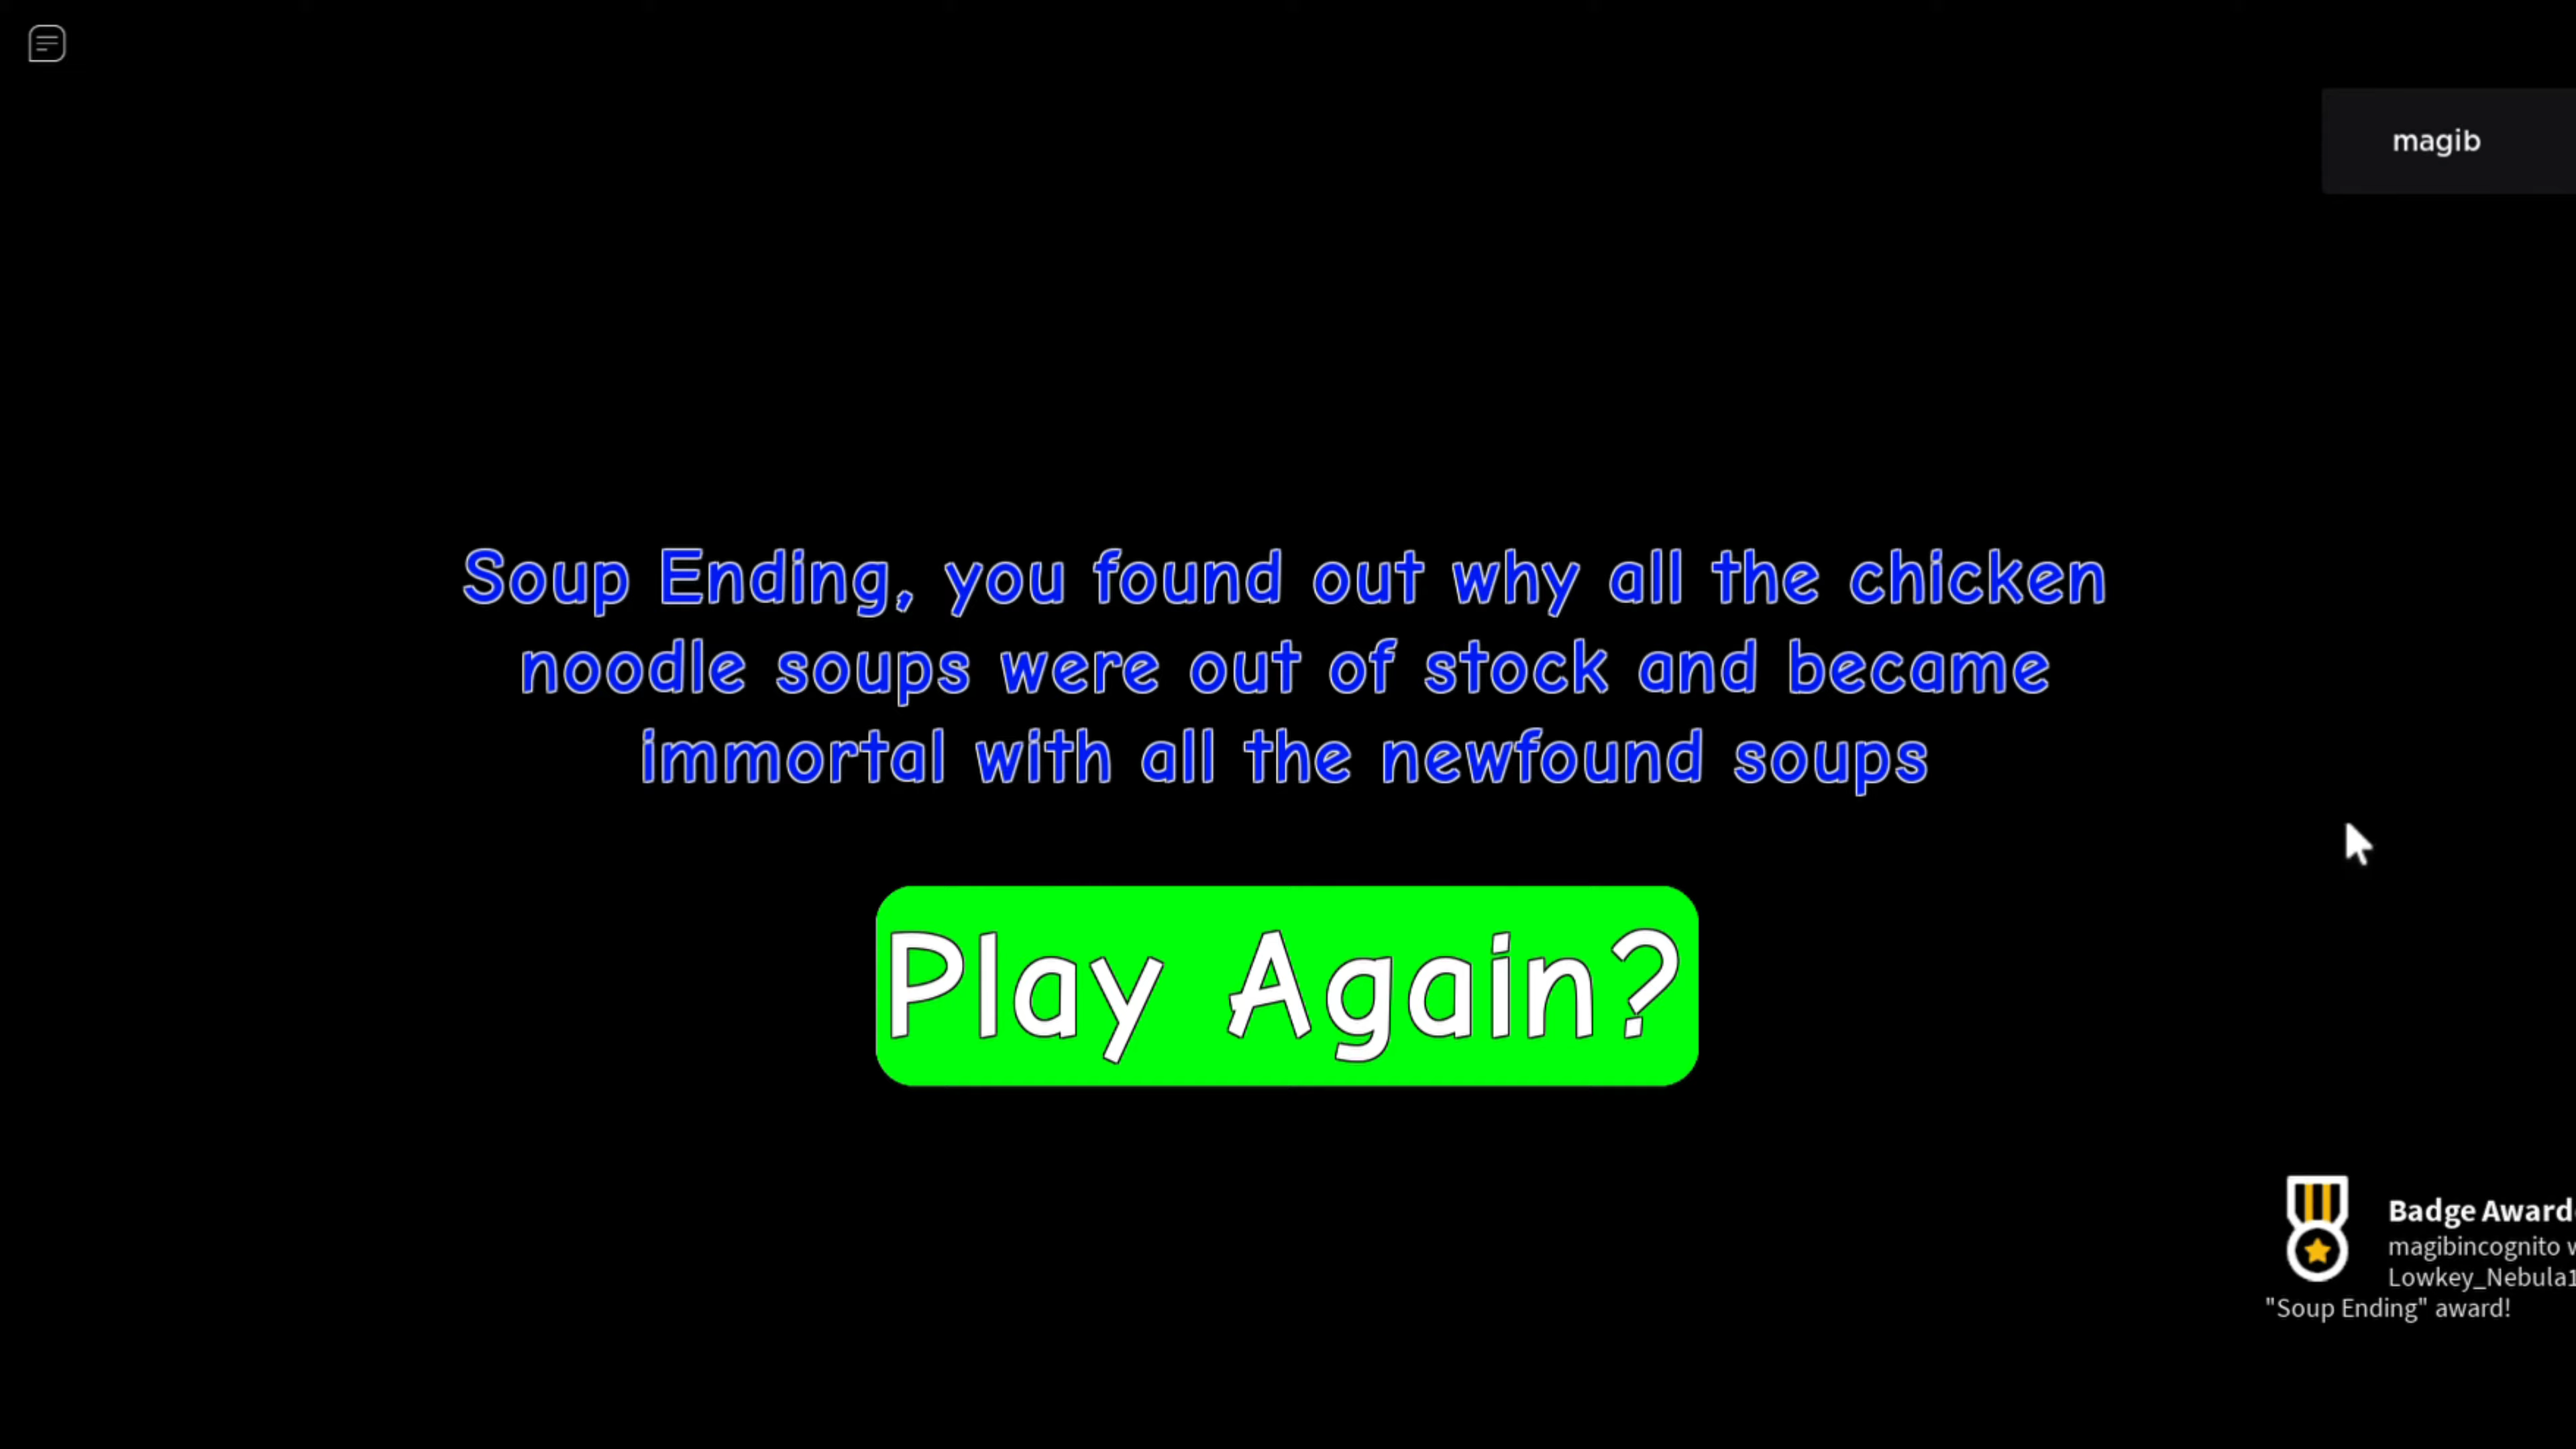 magib
Soup Ending, you found out why all the chicken
noodle soups were out of stock and became
immortal with all the newfound soups
Play Again?
Badge Award
magibincognito
Lowkey_Nebula1
"Soup Ending" award!